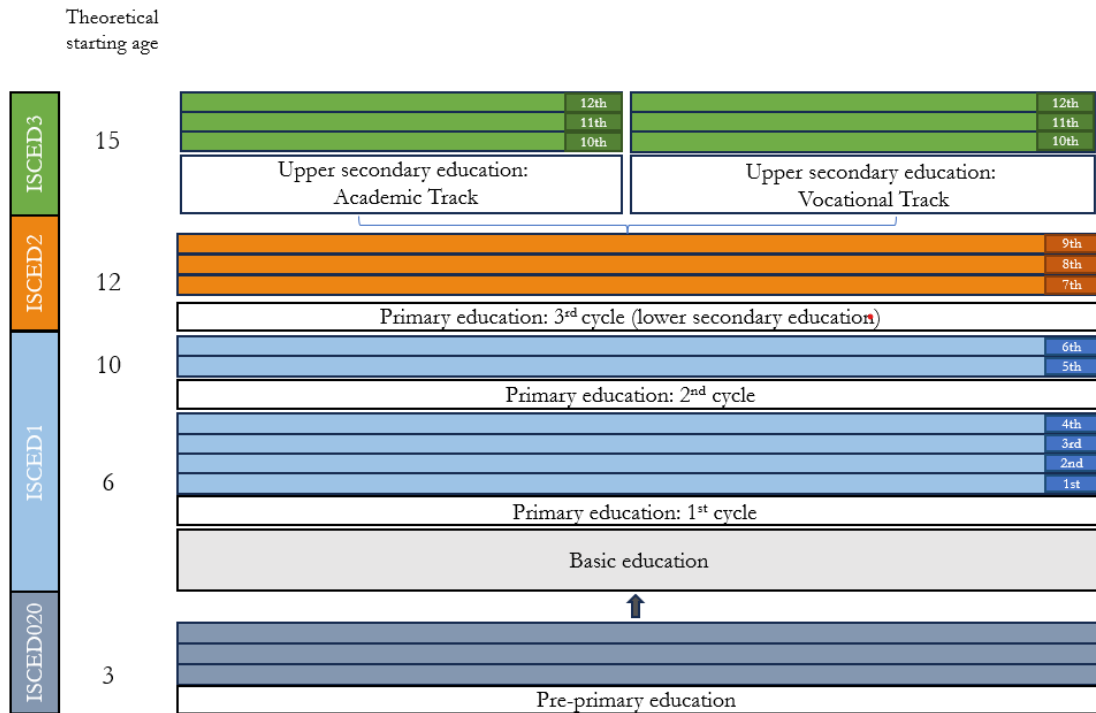 Theoretical
starting age
ISCED3
15
12th
11th
10th
12th
11th
10th
Upper secondary education:
Academic Track
Upper secondary education:
Vocational Track
ISCED2
12
9th
8th
7th
Primary education: 3rd cycle (lower secondary education)
ISCED1
10
6th
5th
Primary education: 2nd cycle
6
4th
3rd
2nd
1st
Primary education: 1st cycle
Basic education
ISCED020
3
Pre-primary education